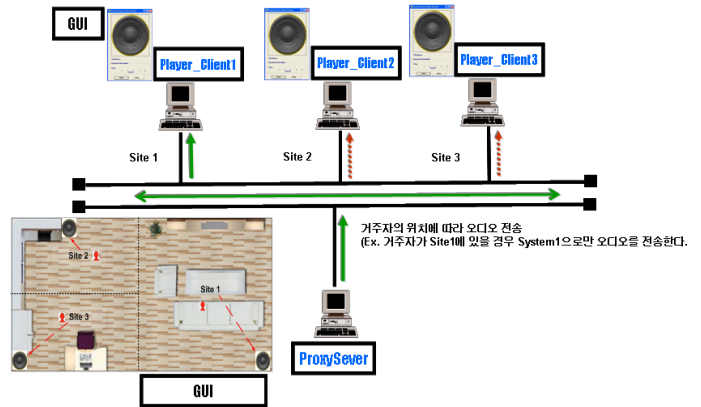 GUI
Player_Client1
Player_Client2
Player_Client3
Site 1
Site 2
Site 3
거주자의 위치에 따라 오디오 전송
(Ex. 거주자가 Site1에 있을 경우 System1으로만 오디오를 전송한다.
Site 2
Site 1
Site 3
ProxySever
GUI